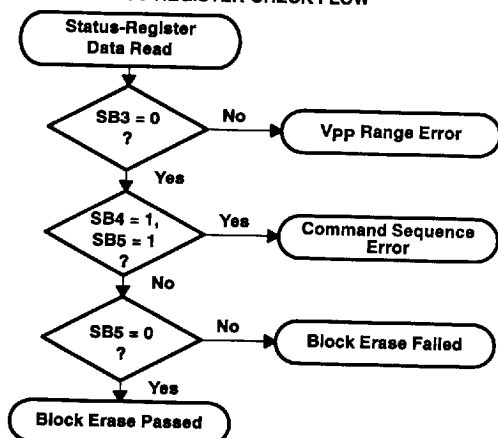 Status-Register
Data Read
SB3 = 0
?
No
VPP Range Error
Yes
SB4 = 1,
SB5 = 1
?
Yes
Command Sequence
Error
No
SB5 = 0
?
No
Block Erase Failed
Yes
Block Erase Passed